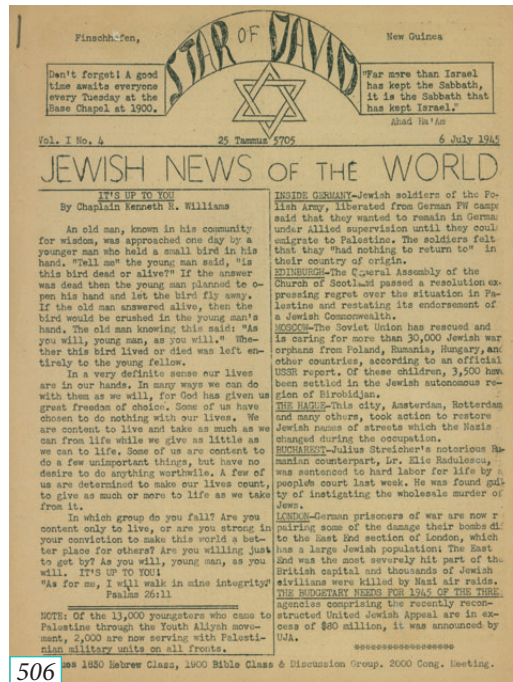 Finschhafen,
STAR OF DAVID
New Guinea
Don't forget! A good
time awaits everyone
every Tuesday at the
Base Chapel at 1900.
"Far more than Israel
has kept the Sabbath,
it is the Sabbath that
has kept Israel."
Ahad Ha'Am
Vol. I No. 4 25 Tammuz 5705 6 July 1945
JEWISH NEWS OF THE WORLD
IT'S UP TO YOU
By Chaplain Kenneth R. Williams
An old man, known in his community
for wisdom, was approached one day by a
younger man who held a small bird in his
hand. "Tell me" the young man said, "is
this bird dead or alive?" If the answer
was dead then the young man planned to o-
pen his hand and let the bird fly away.
If the old man answered alive, then the
bird would be crushed in the young man's
hand. The old man knowing this said: "As
you will, young man, as you will." Whe-
ther this bird lived or died was left en-
tirely to the young fellow.
In a very definite sense our lives
are in our hands. In many ways we can do
with them as we will, for God has given us
great freedom of choice. Some of us have
chosen to do nothing with our lives. We
are content to live and take as much as we
can from life while we give as little as
we can to life. Some of us are content to
do a few unimportant things, but have no
desire to do anything worthwhile. A few of
us are determined to make our lives count,
to give as much or more to life as we take
from it.
In which group do you fall? Are you
content only to live, or are you strong in
your conviction to make this world a bet-
ter place for others? Are you willing just
to get by? As you will, young man, as you
will. IT'S UP TO YOU!
"As for me, I will walk in mine integrity"
Psalms 26:11
NOTE: Of the 13,000 youngsters who came to
Palestine through the Youth Aliyah move-
ment, 2,000 are now serving with Palesti-
nian military units on all fronts.
INSIDE GERMANY—Jewish soldiers of the Po-
lish Army, liberated from German PW camps
said that they wanted to remain in German
under Allied supervision until they could
emigrate to Palestine. The soldiers felt
that thay "had nothing to return to" in
their country of origin.
EDINBURGH—The General Assembly of the
Church of Scotland passed a resolution ex-
pressing regret over the situation in Pa-
lestine and restating its endorsement of
a Jewish Commonwealth.
MOSCOW—The Soviet Union has rescued and
is caring for more than 30,000 Jewish war
orphans from Poland, Rumania, Hungary, and
other countries, according to an official
USSR report. Of these children, 3,500 have
been settled in the Jewish autonomous re-
gion of Birobidjan.
THE HAGUE—This city, Amsterdam, Rotterdam
and many others, took action to restore
Jewish names of streets which the Nazis
changed during the occupation.
BUCHAREST—Julius Streicher's notorious Ru-
manian counterpart, Dr. Elie Radulescu,
was sentenced to hard labor for life by a
people's court last week. He was found guil-
ty of instigating the wholesale murder of
Jews.
LONDON—German prisoners of war are now r
pairing some of the damage their bombs di
to the East End section of London, which
has a large Jewish population; The East
End was the most severely hit part of the
British capital and thousands of Jewish
civilians were killed by Nazi air raids.
THE BUDGETARY NEEDS FOR 1945 OF THE THREE
agencies comprising the recently recon-
structed United Jewish Appeal are in ex-
cess of $80 million, it was announced by
UJA.
1830 Hebrew Class, 1900 Bible Class & Discussion Group. 2000 Cong. Meeting.
506